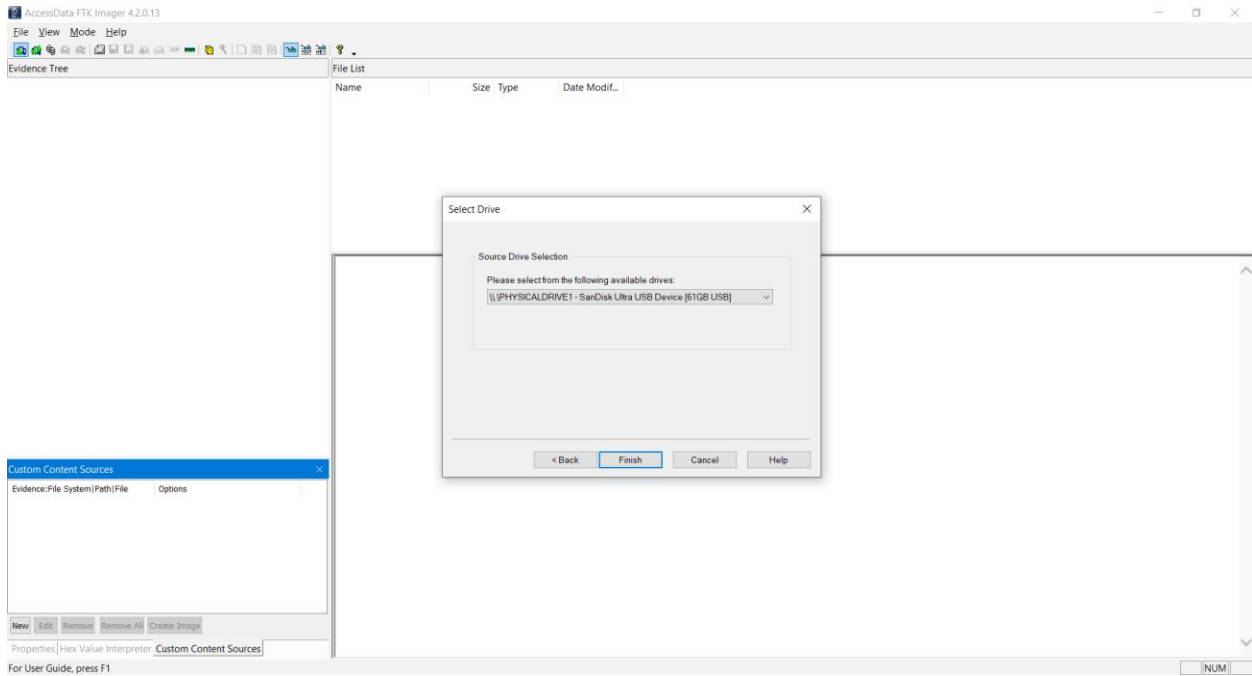 AccessData FTK Imager 4.2.0.13
File View Mode Help
Evidence Tree
File List
Name Size Type Date Modif...
Select Drive
Source Drive Selection
Please select from the following available drives:
\\.\PHYSICALDRIVE1 - SanDisk Ultra USB Device [61GB USB]
< Back Finish Cancel Help
Custom Content Sources
Evidence:File System|Path|File Options
New Edit Remove Remove All Create Image
Properties Hex Value Interpreter Custom Content Sources
For User Guide, press F1
NUM